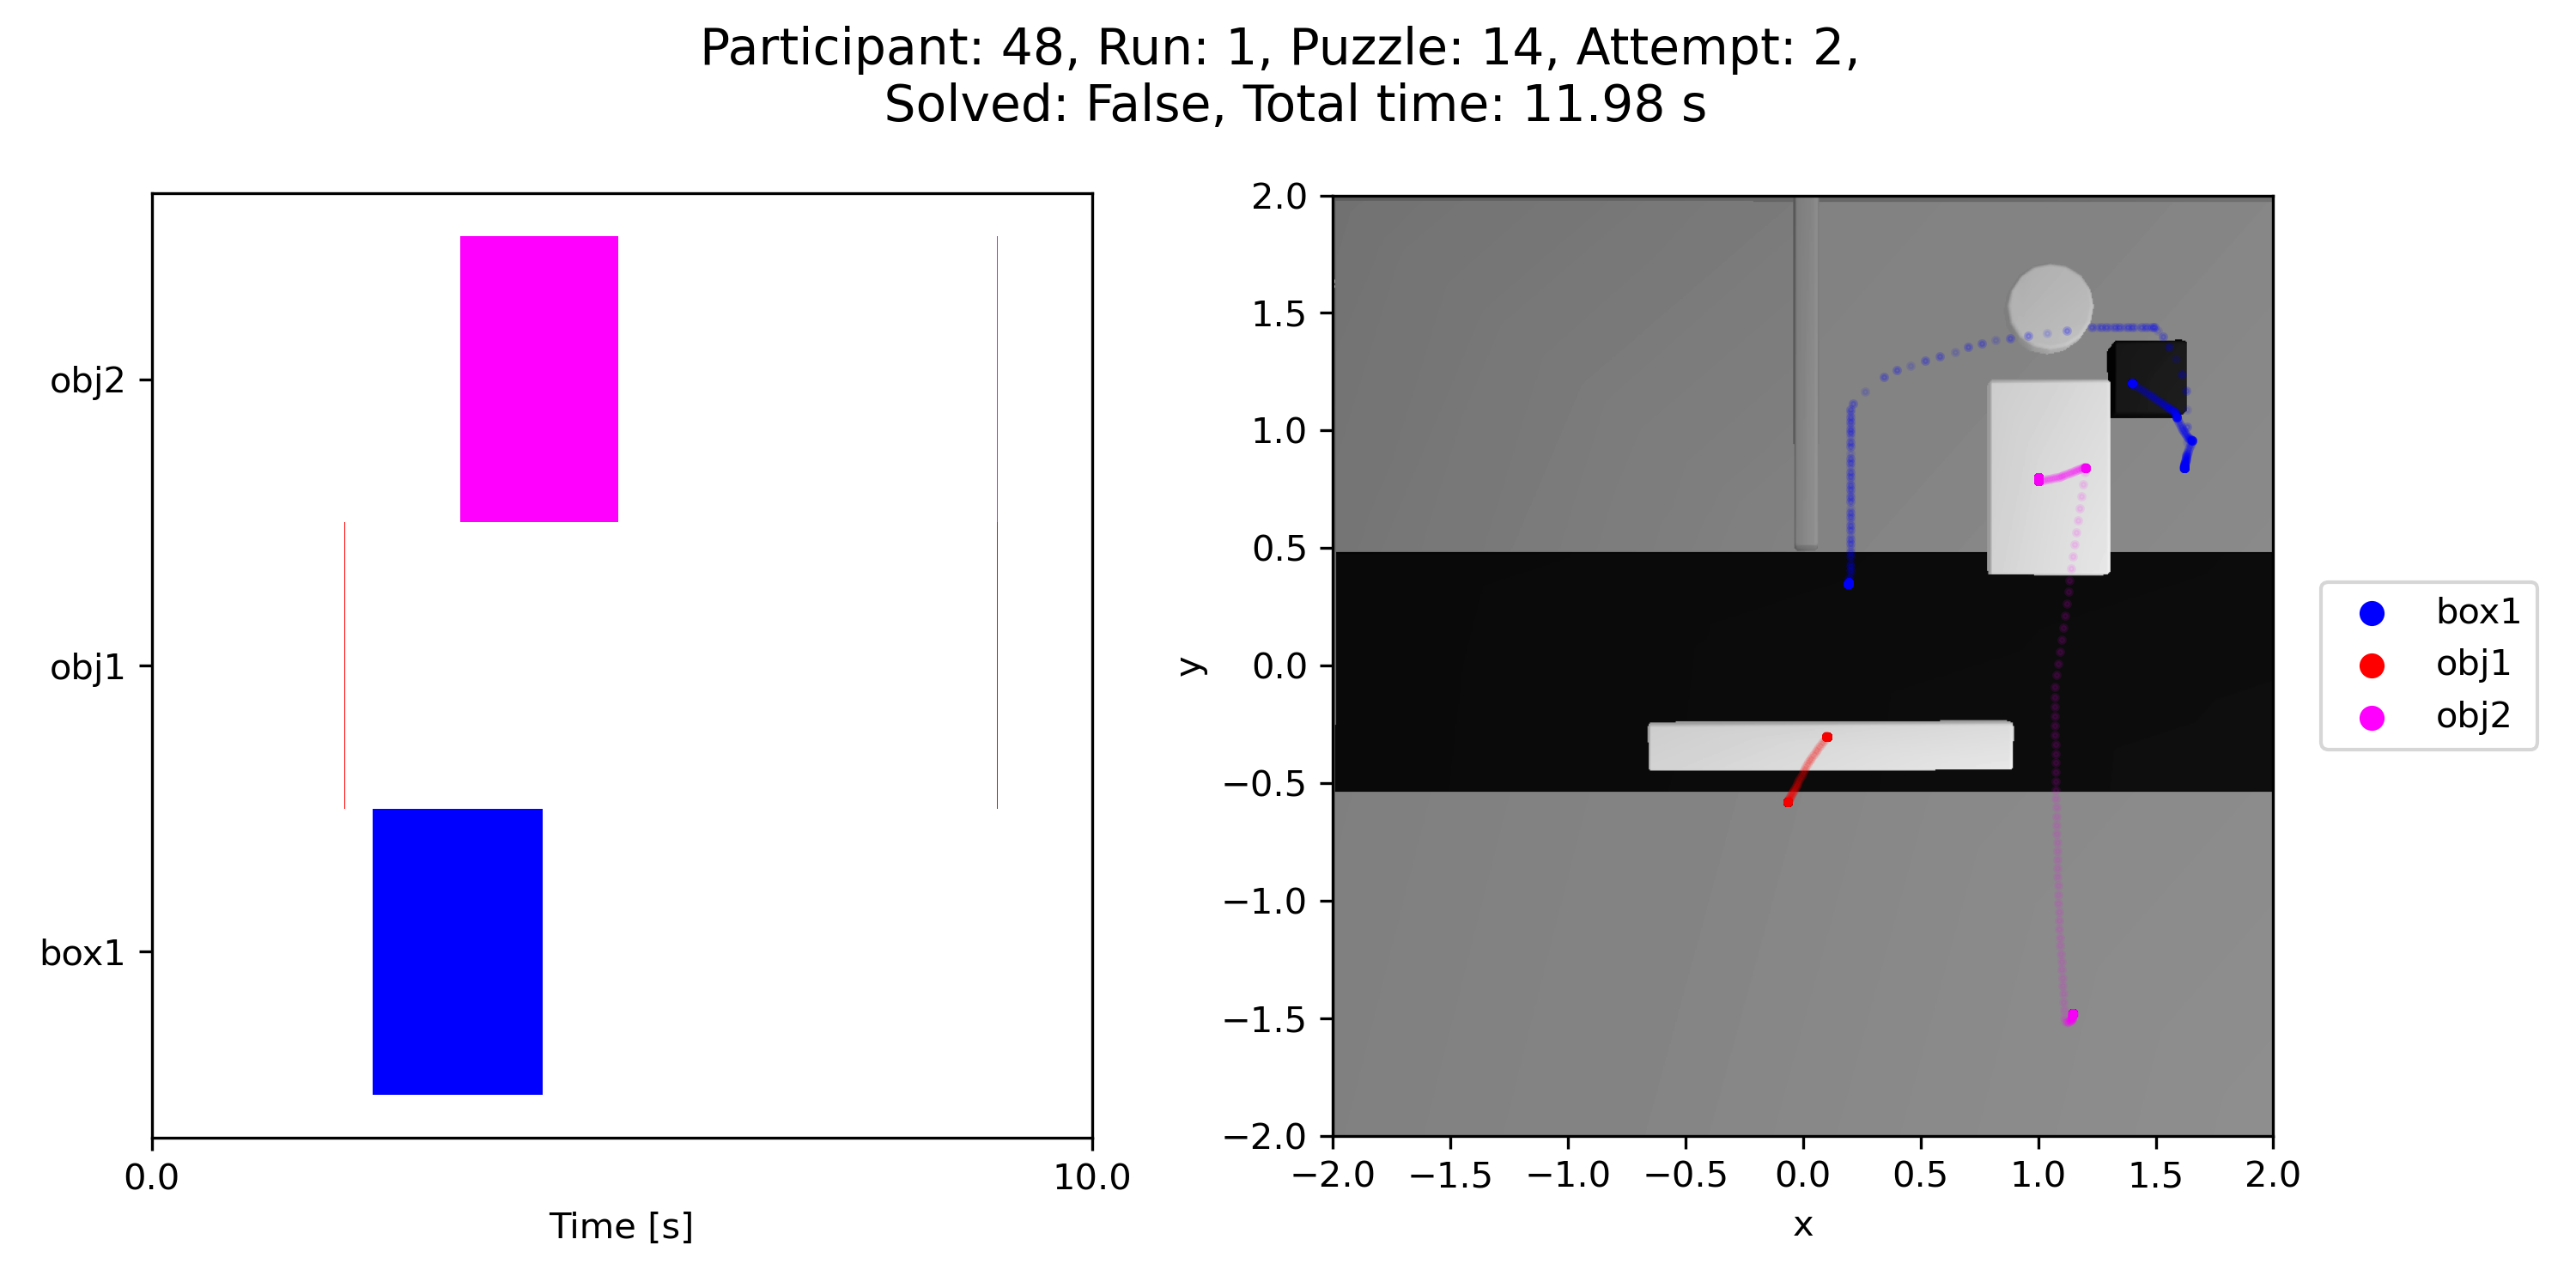 Participant: 48, Run: 1, Puzzle: 14, Attempt: 2,
Solved: False, Total time: 11.98 s
obj2
obj1
box1
0.0
10.0
Time [s]
2.0
1.5
1.0
0.5
0.0
−0.5
−1.0
−1.5
−2.0
y
−2.0 −1.5 −1.0 −0.5 0.0 0.5 1.0 1.5 2.0
x
box1
obj1
obj2